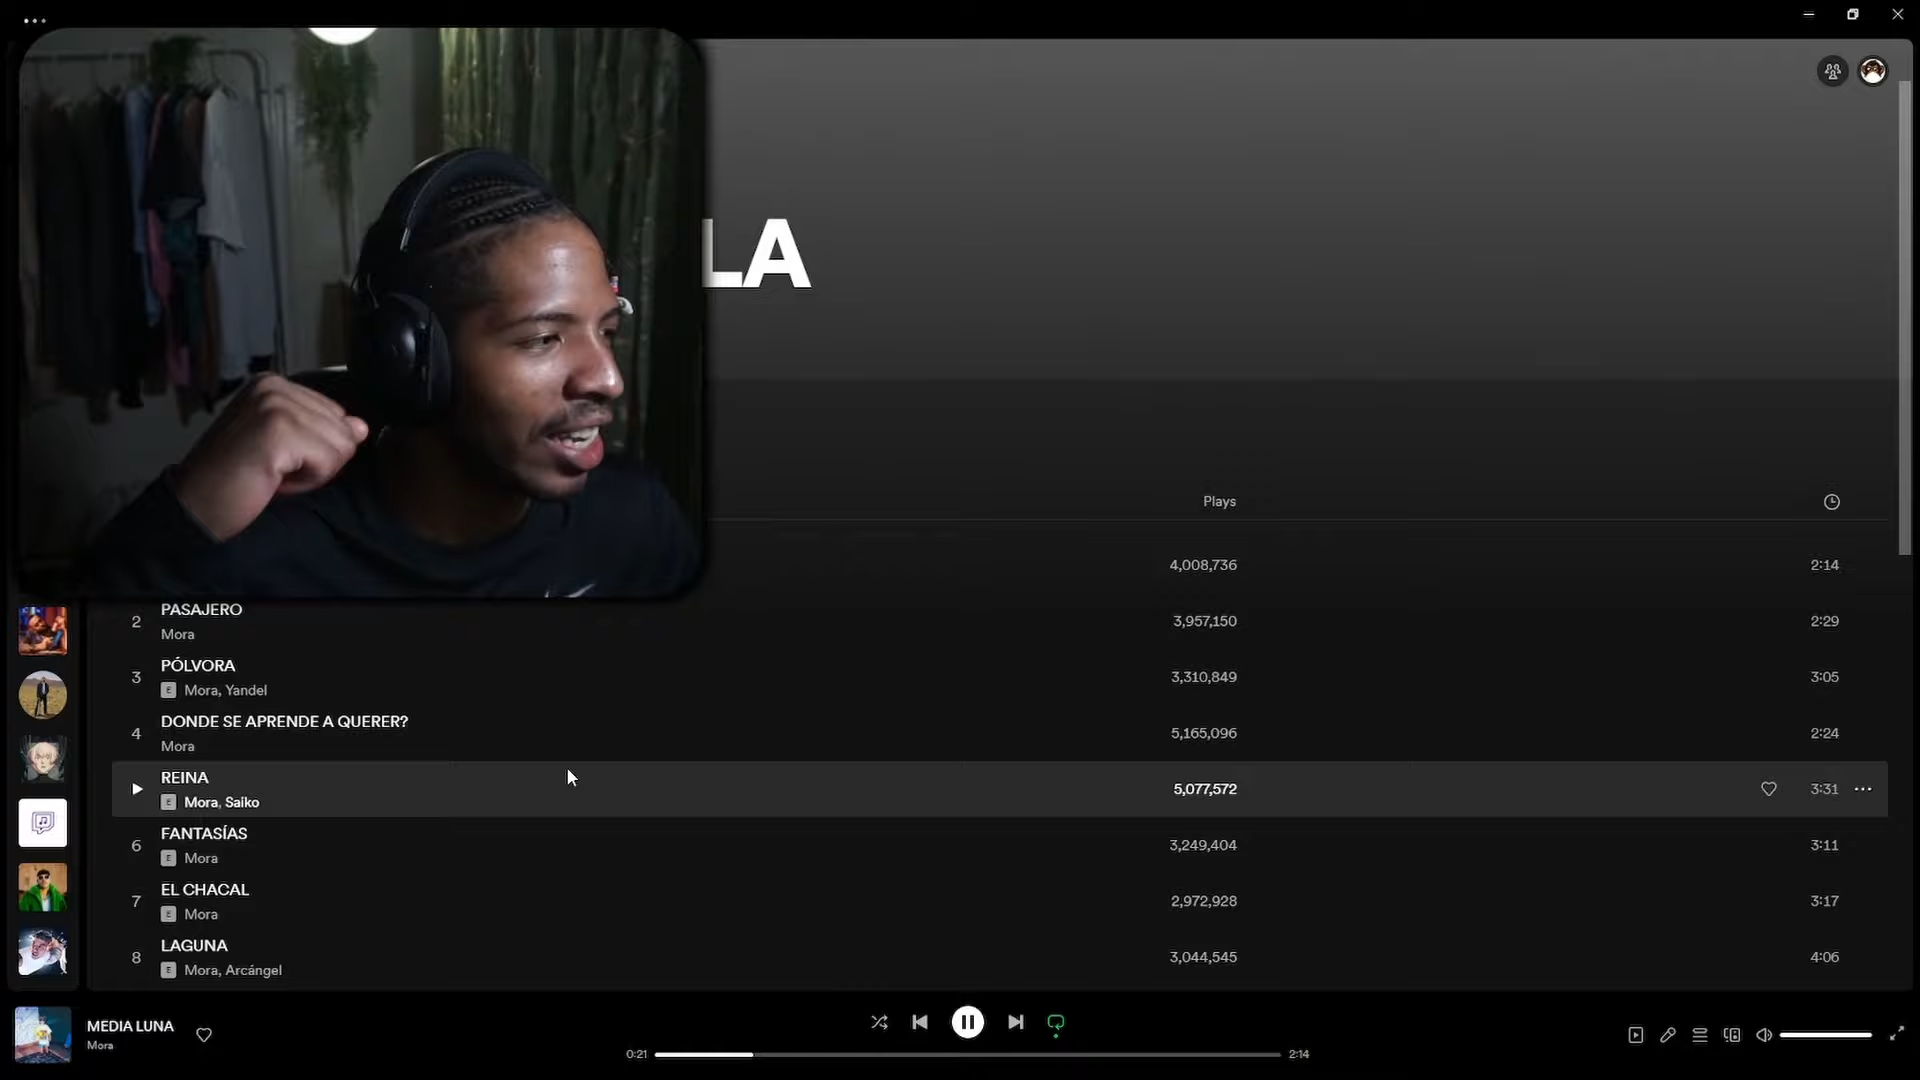 LA
Plays
4,008,736 2:14
2 PASAJERO 3,957,150 2:29
Mora
3 PÓLVORA 3,310,849 3:05
E Mora, Yandel
4 DONDE SE APRENDE A QUERER? 5,165,096 2:24
Mora
REINA 5,077,572 3:31
E Mora, Saiko
6 FANTASÍAS 3,249,404 3:11
E Mora
7 EL CHACAL 2,972,928 3:17
E Mora
8 LAGUNA 3,044,545 4:06
E Mora, Arcángel
MEDIA LUNA
Mora
0:21 2:14